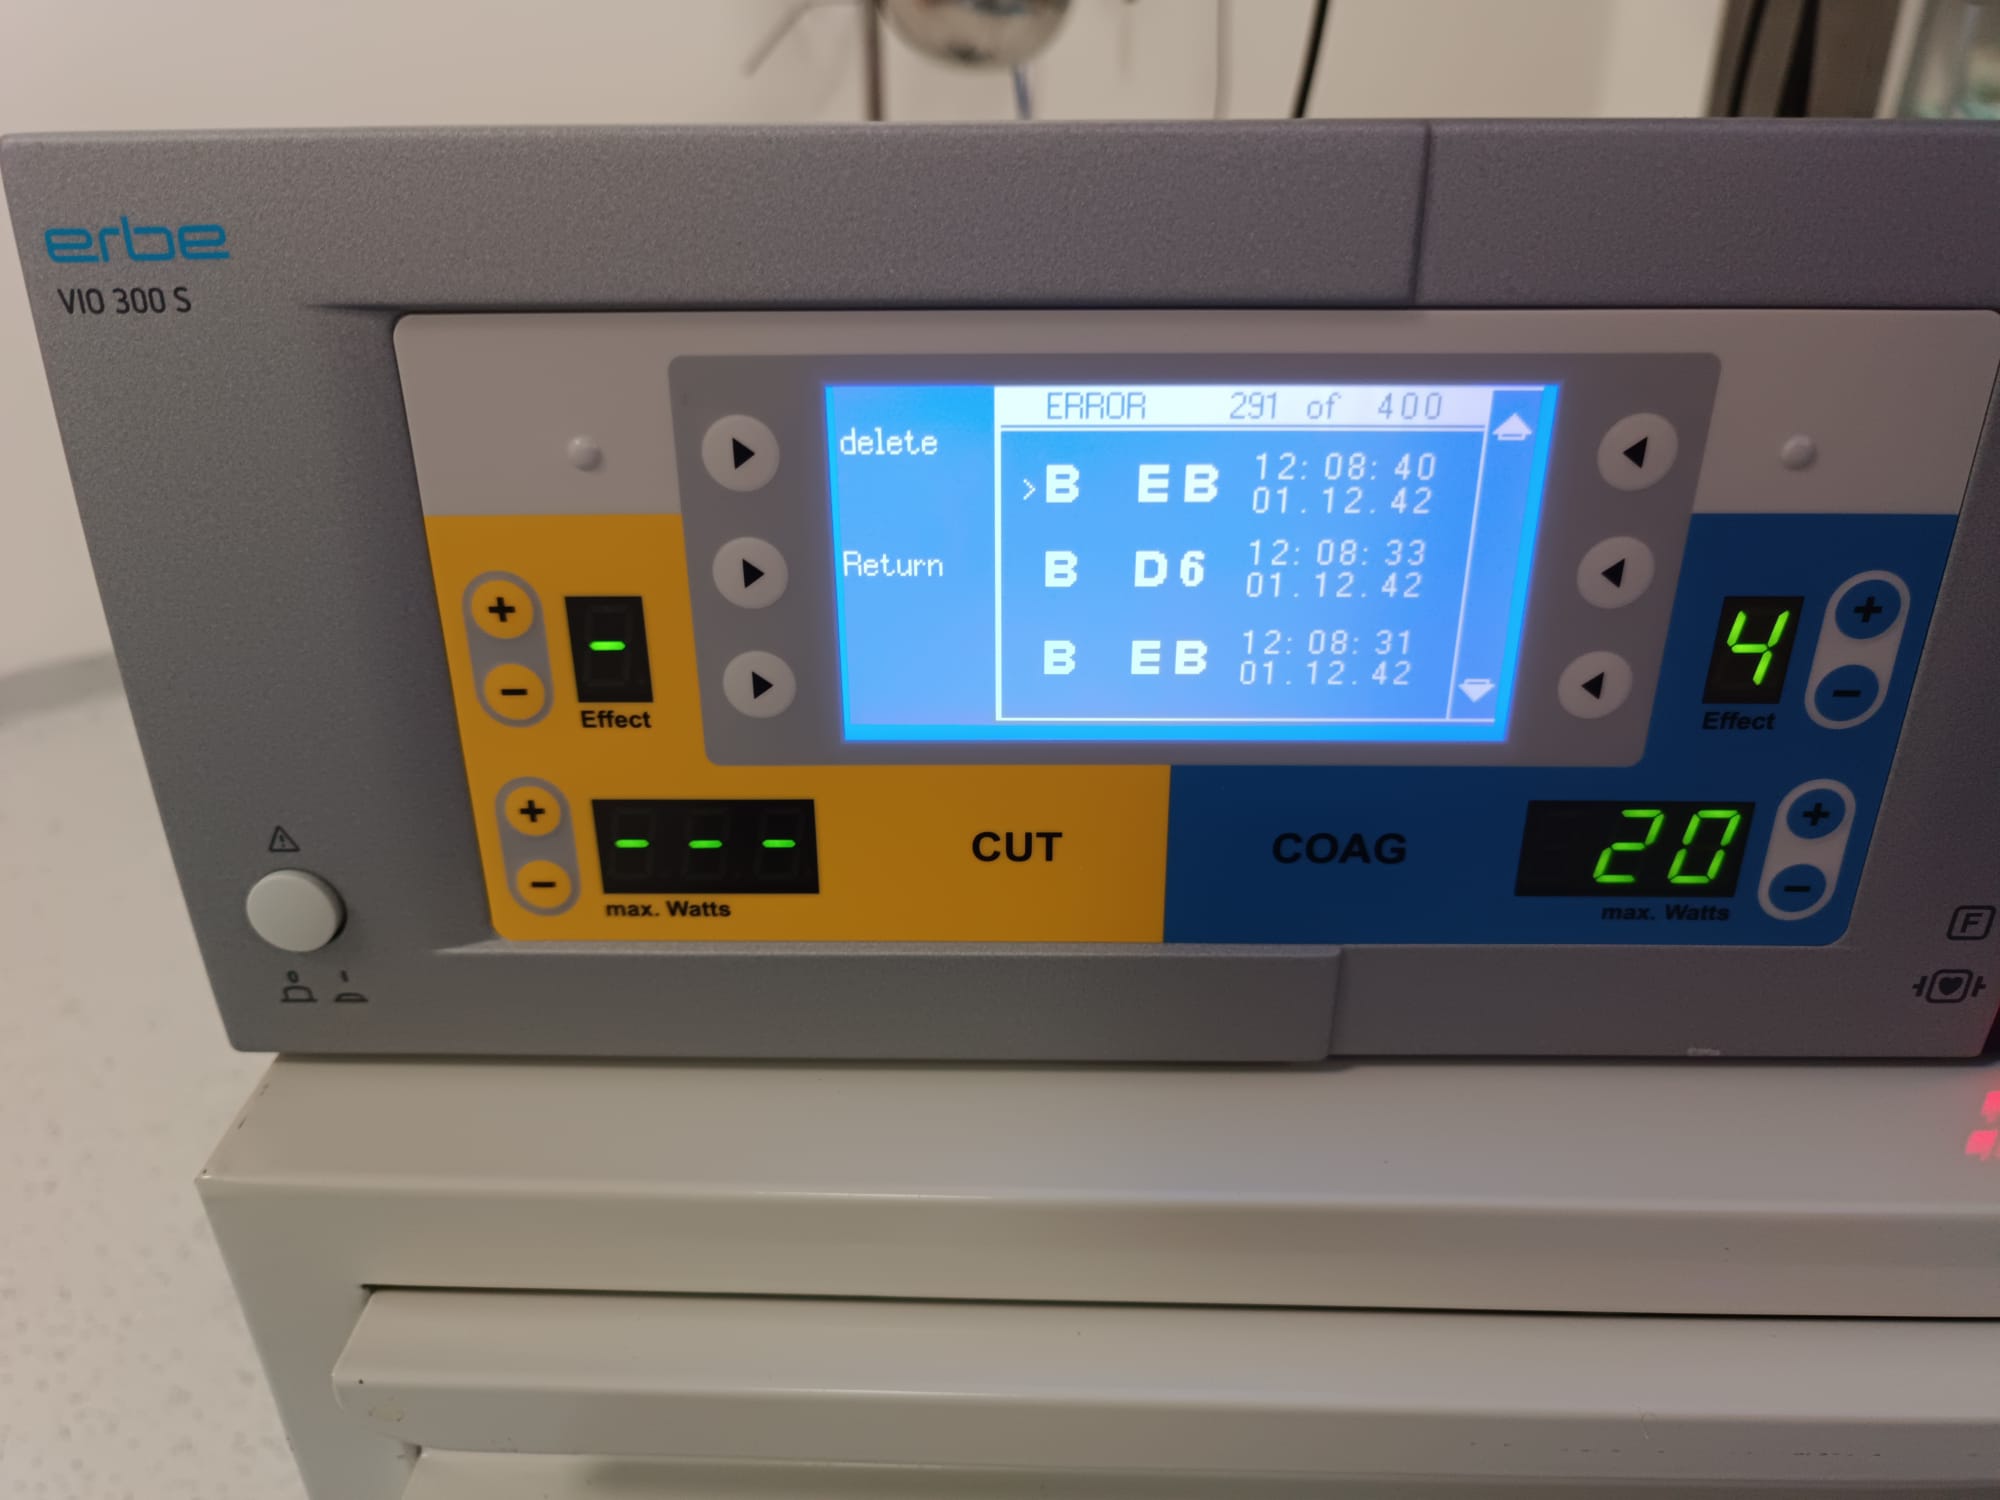 erbe
VIO 300 S
ERROR 291 of 400
delete
>B EB 12:08:40
01.12.42
Return
B D6 12:08:33
01.12.42
B EB 12:08:31
01.12.42
+
-
-
Effect
4
Effect
+
-
+
-
- - -
max. Watts
CUT
COAG
20
max. Watts
+
-
0 I
F